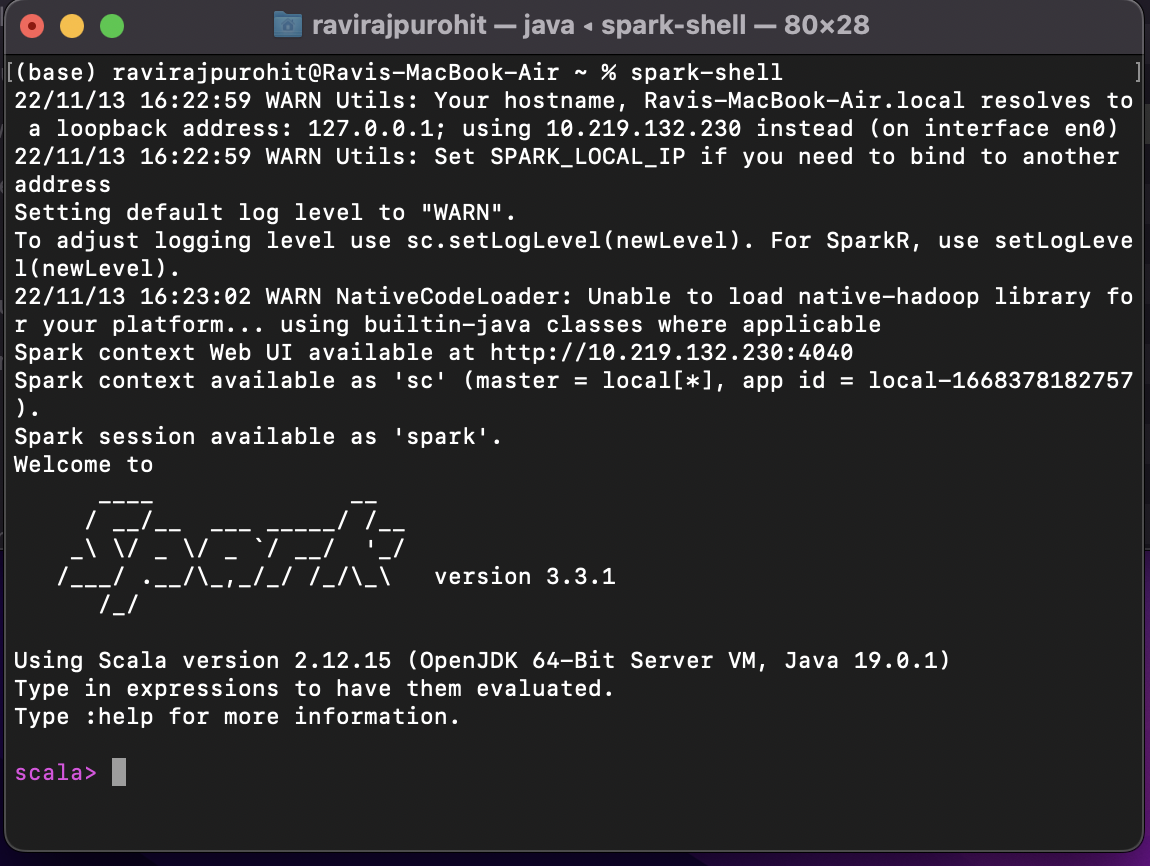 ravirajpurohit — java ◂ spark-shell — 80×28
[(base) ravirajpurohit@Ravis-MacBook-Air ~ % spark-shell ]
22/11/13 16:22:59 WARN Utils: Your hostname, Ravis-MacBook-Air.local resolves to
 a loopback address: 127.0.0.1; using 10.219.132.230 instead (on interface en0)
22/11/13 16:22:59 WARN Utils: Set SPARK_LOCAL_IP if you need to bind to another
address
Setting default log level to "WARN".
To adjust logging level use sc.setLogLevel(newLevel). For SparkR, use setLogLeve
l(newLevel).
22/11/13 16:23:02 WARN NativeCodeLoader: Unable to load native-hadoop library fo
r your platform... using builtin-java classes where applicable
Spark context Web UI available at http://10.219.132.230:4040
Spark context available as 'sc' (master = local[*], app id = local-1668378182757
).
Spark session available as 'spark'.
Welcome to
      ____              __
     / __/__  ___ _____/ /__
    _\ \/ _ \/ _ `/ __/  '_/
   /___/ .__/\_,_/_/ /_/\_\   version 3.3.1
      /_/

Using Scala version 2.12.15 (OpenJDK 64-Bit Server VM, Java 19.0.1)
Type in expressions to have them evaluated.
Type :help for more information.

scala>